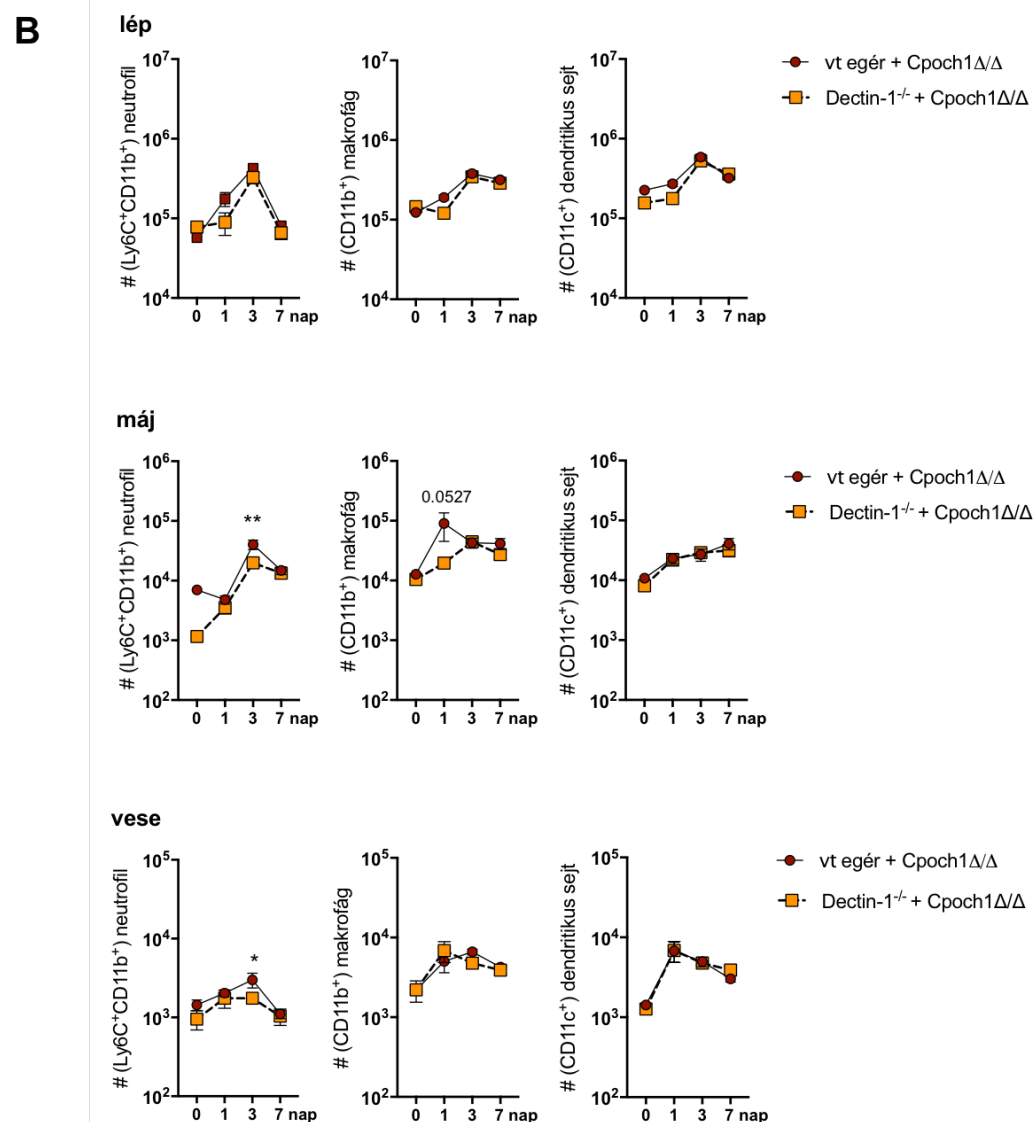 B
lép
# (Ly6C⁺CD11b⁺) neutrofil
10⁷
10⁶
10⁵
10⁴
0 1 3 7 nap
# (CD11b⁺) makrofág
10⁷
10⁶
10⁵
10⁴
0 1 3 7 nap
# (CD11c⁺) dendritikus sejt
10⁷
10⁶
10⁵
10⁴
0 1 3 7 nap
vt egér + Cpoch1Δ/Δ
Dectin-1⁻/⁻ + Cpoch1Δ/Δ
máj
# (Ly6C⁺CD11b⁺) neutrofil
10⁶
10⁵
10⁴
10³
10²
**
0 1 3 7 nap
# (CD11b⁺) makrofág
10⁶
10⁵
10⁴
10³
10²
0.0527
0 1 3 7 nap
# (CD11c⁺) dendritikus sejt
10⁶
10⁵
10⁴
10³
10²
0 1 3 7 nap
vt egér + Cpoch1Δ/Δ
Dectin-1⁻/⁻ + Cpoch1Δ/Δ
vese
# (Ly6C⁺CD11b⁺) neutrofil
10⁵
10⁴
10³
10²
*
0 1 3 7 nap
# (CD11b⁺) makrofág
10⁵
10⁴
10³
10²
0 1 3 7 nap
# (CD11c⁺) dendritikus sejt
10⁵
10⁴
10³
10²
0 1 3 7 nap
vt egér + Cpoch1Δ/Δ
Dectin-1⁻/⁻ + Cpoch1Δ/Δ